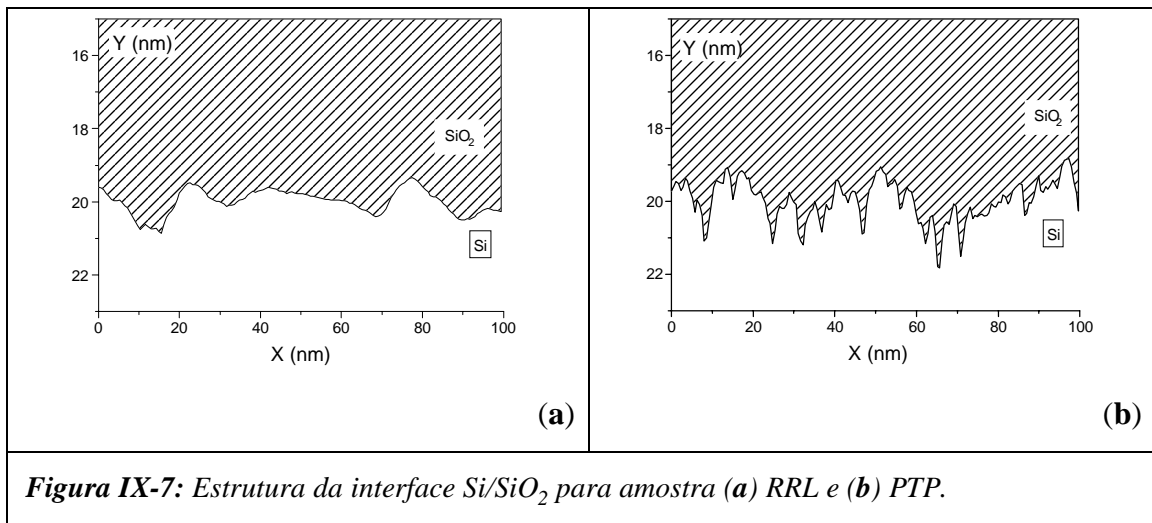 Y (nm)
16
18
20
22
SiO2
Si
0 20 40 60 80 100
X (nm)
(a)
Y (nm)
16
18
20
22
SiO2
Si
0 20 40 60 80 100
X (nm)
(b)
Figura IX-7: Estrutura da interface Si/SiO2 para amostra (a) RRL e (b) PTP.